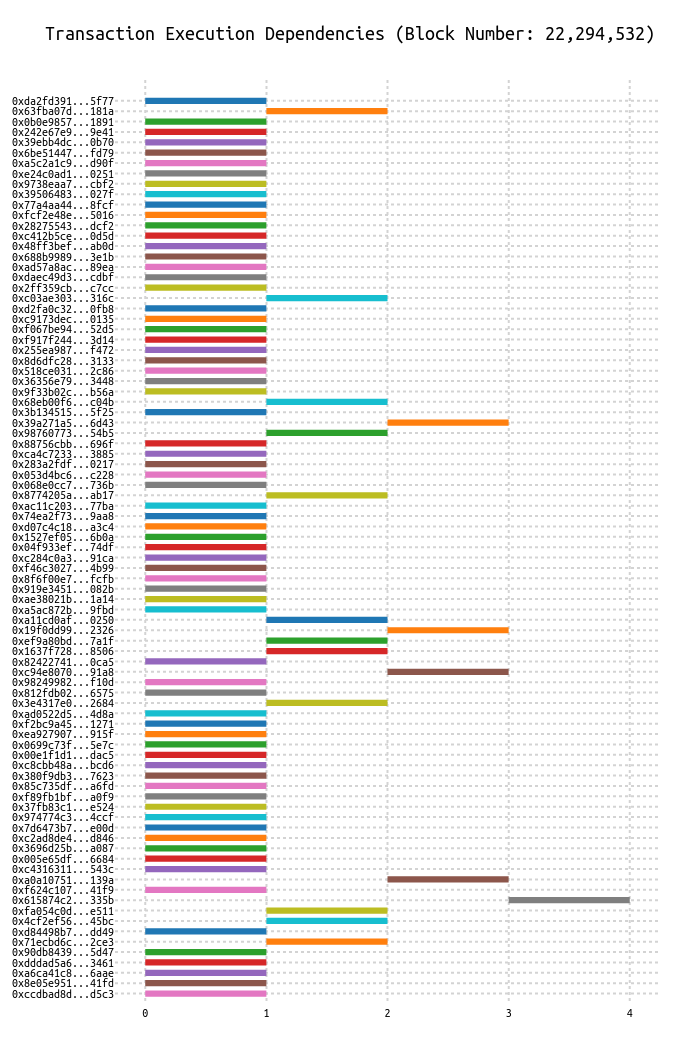 Transaction Execution Dependencies (Block Number: 22,294,532)
0xda2fd391...5f77
0x63fba07d...181a
0x0b0e9857...1891
0x242e67e9...9e41
0x39ebb4dc...0b70
0x6be51447...fd79
0xa5c2a1c9...d90f
0xe24c0ad1...0251
0x9738eaa7...cbf2
0x39506483...027f
0x77a4aa44...8fcf
0xfcf2e48e...5016
0x28275543...dcf2
0xc412b5ce...0d5d
0x48ff3bef...ab0d
0x688b9989...3e1b
0xad57a8ac...89ea
0xdaec49d3...cdbf
0x2ff359cb...c7cc
0xc03ae303...316c
0xd2fa0c32...0fb8
0xc9173dec...0135
0xf067be94...52d5
0xf917f244...3d14
0x255ea987...f472
0x8d6dfc28...3133
0x518ce031...2c86
0x36356e79...3448
0x9f33b02c...b56a
0x68eb00f6...c04b
0x3b134515...5f25
0x39a271a5...6d43
0x98760773...54b5
0x88756cbb...696f
0xca4c7233...3885
0x283a2fdf...0217
0x053d4bc6...c228
0x068e0cc7...736b
0x8774205a...ab17
0xac11c203...77ba
0x74ea2f73...9aa8
0xd07c4c18...a3c4
0x1527ef05...6b0a
0x04f933ef...74df
0xc284c0a3...91ca
0xf46c3027...4b99
0x8f6f00e7...fcfb
0x919e3451...082b
0xae38021b...1a14
0xa5ac872b...9fbd
0xa11cd0af...0250
0x19f0dd99...2326
0xef9a80bd...7a1f
0x1637f728...8506
0x82422741...0ca5
0xc94e8070...91a8
0x98249982...f10d
0x812fdb02...6575
0x3e4317e0...2684
0xad0522d5...4d8a
0xf2bc9a45...1271
0xea927907...915f
0x0699c73f...5e7c
0x00e1f1d1...dac5
0xc8cbb48a...bcd6
0x380f9db3...7623
0x85c735df...a6fd
0xf89fb1bf...a0f9
0x37fb83c1...e524
0x974774c3...4ccf
0x7d6473b7...e00d
0xc2ad8de4...d846
0x3696d25b...a087
0x005e65df...6684
0xc4316311...543c
0xa0a10751...139a
0xf624c107...41f9
0x615874c2...335b
0xfa054c0d...e511
0x4cf2ef56...45bc
0xd84498b7...dd49
0x71ecbd6c...2ce3
0x90db8439...5d47
0xdddad5a6...3461
0xa6ca41c8...6aae
0x8e05e951...41fd
0xccdbad8d...d5c3
0 1 2 3 4